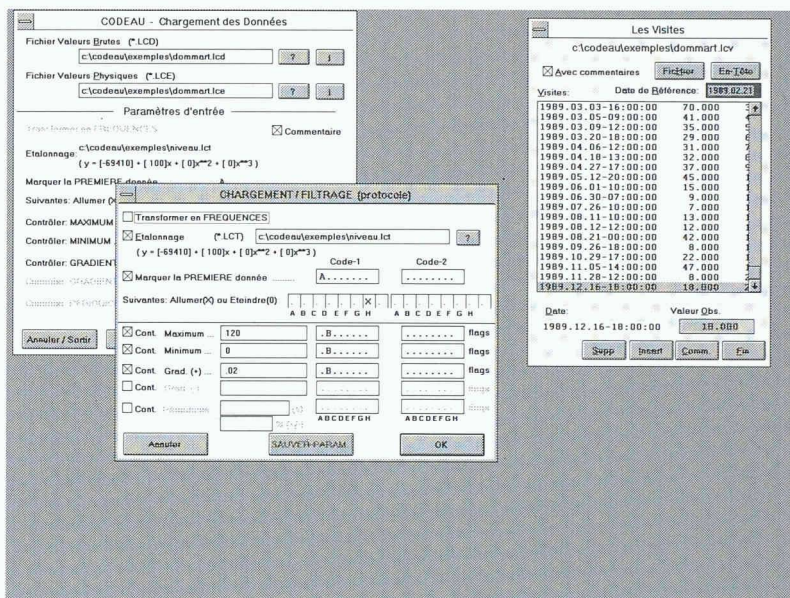 CODEAU - Chargement des Données
Fichier Valeurs Brutes (*.LCD)
c:\codeau\exemples\dommart.lcd ? i
Fichier Valeurs Physiques (*.LCE)
c:\codeau\exemples\dommart.lce ? i
Paramètres d'entrée
Transformer en FREQUENCES
Commentaire
Etalonnage c:\codeau\exemples\niveau.lct
( y = [-69410] + [ 100]x + [ 0]x**2 + [ 0]x**3 )
Marquer la PREMIERE donnée A
Suivantes: Allumer
Contrôler: MAXIMUM
Contrôler: MINIMUM
Contrôler: GRADIENT
Annuler / Sortir
CHARGEMENT / FILTRAGE (protocole)
Transformer en FREQUENCES
Etalonnage (*.LCT) c:\codeau\exemples\niveau.lct ?
( y = [-69410] + [ 100]x + [ 0]x**2 + [ 0]x**3 )
Code-1 Code-2
Marquer la PREMIERE donnée ........ A....... ........
Suivantes: Allumer(X) ou Eteindre(0) X
A B C D E F G H A B C D E F G H
Cont. Maximum ... 120 .B...... ........ flags
Cont. Minimum ... 0 .B...... ........ flags
Cont. Grad. (+) .. .02 .B...... ........ flags
Cont.
Cont.
ABCDEFGH ABCDEFGH
Annuler SAUVER-PARAM OK
Les Visites
c:\codeau\exemples\dommart.lcv
Avec commentaires Fichier En-Tête
Visites: Date de Référence: 1989.02.21
1989.03.03-16:00:00 70.000
1989.03.05-09:00:00 41.000
1989.03.09-12:00:00 35.000
1989.03.20-18:00:00 29.000
1989.04.06-12:00:00 31.000
1989.04.18-13:00:00 32.000
1989.04.27-17:00:00 37.000
1989.05.12-20:00:00 45.000
1989.06.01-10:00:00 15.000
1989.06.30-07:00:00 9.000
1989.07.26-10:00:00 7.000
1989.08.11-10:00:00 13.000
1989.08.12-12:00:00 12.000
1989.08.21-00:00:00 42.000
1989.09.26-18:00:00 8.000
1989.10.29-17:00:00 22.000
1989.11.05-14:00:00 47.000
1989.11.28-12:00:00 8.000
1989.12.16-18:00:00 18.000
Date: Valeur Obs.
1989.12.16-18:00:00 18.000
Supp Insert Comm. Fin